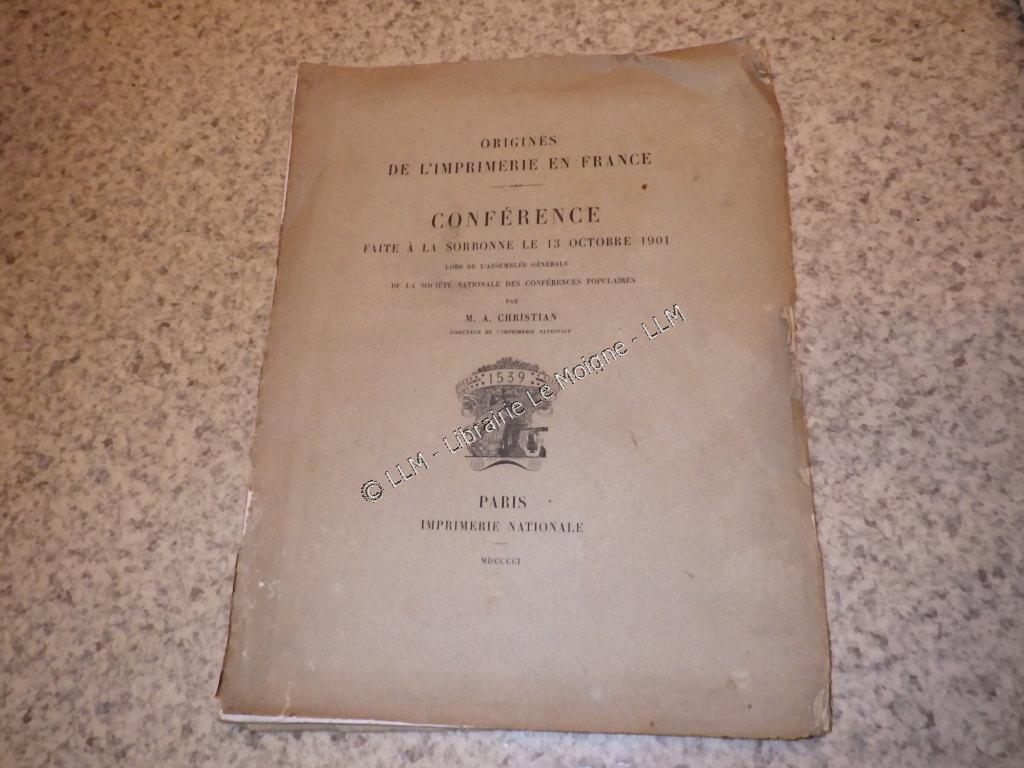 ORIGINES
DE L'IMPRIMERIE EN FRANCE
CONFÉRENCE
FAITE À LA SORBONNE LE 13 OCTOBRE 1901
LORS DE L'ASSEMBLÉE GÉNÉRALE
DE LA SOCIÉTÉ NATIONALE DES CONFÉRENCES POPULAIRES
PAR
M. A. CHRISTIAN
DIRECTEUR DE L'IMPRIMERIE NATIONALE
1539
© LLM - Librairie Le Moigne - LLM
PARIS
IMPRIMERIE NATIONALE
MDCCCCI